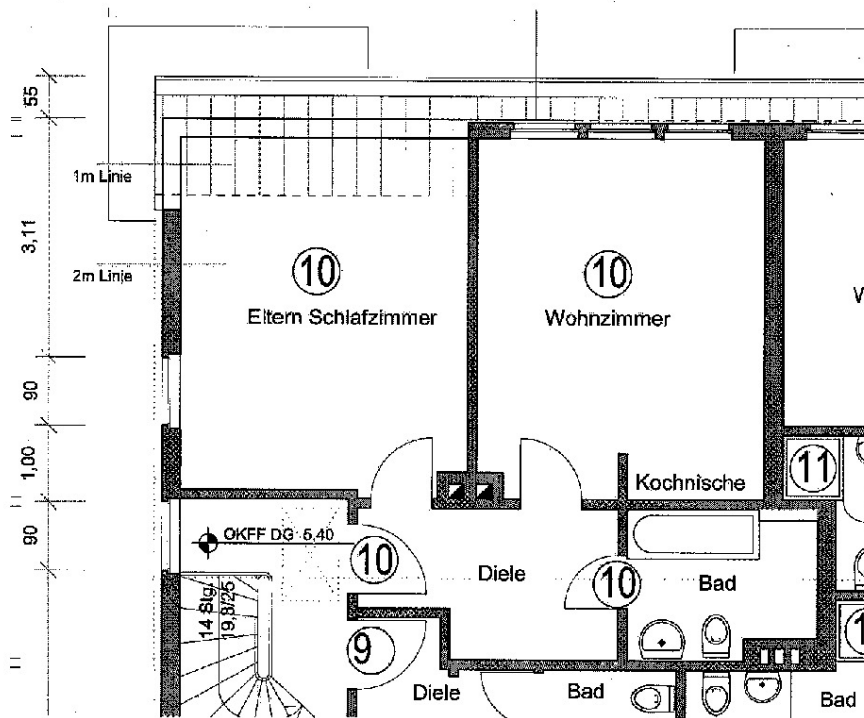 55
1m Linie
3,11
2m Linie
10
Eltern Schlafzimmer
10
Wohnzimmer
W
90
1,00
Kochnische
11
90
OKFF DG 5,40
10
Diele
10
Bad
14 Stg.
19,8/25
9
1
Diele
Bad
Bad